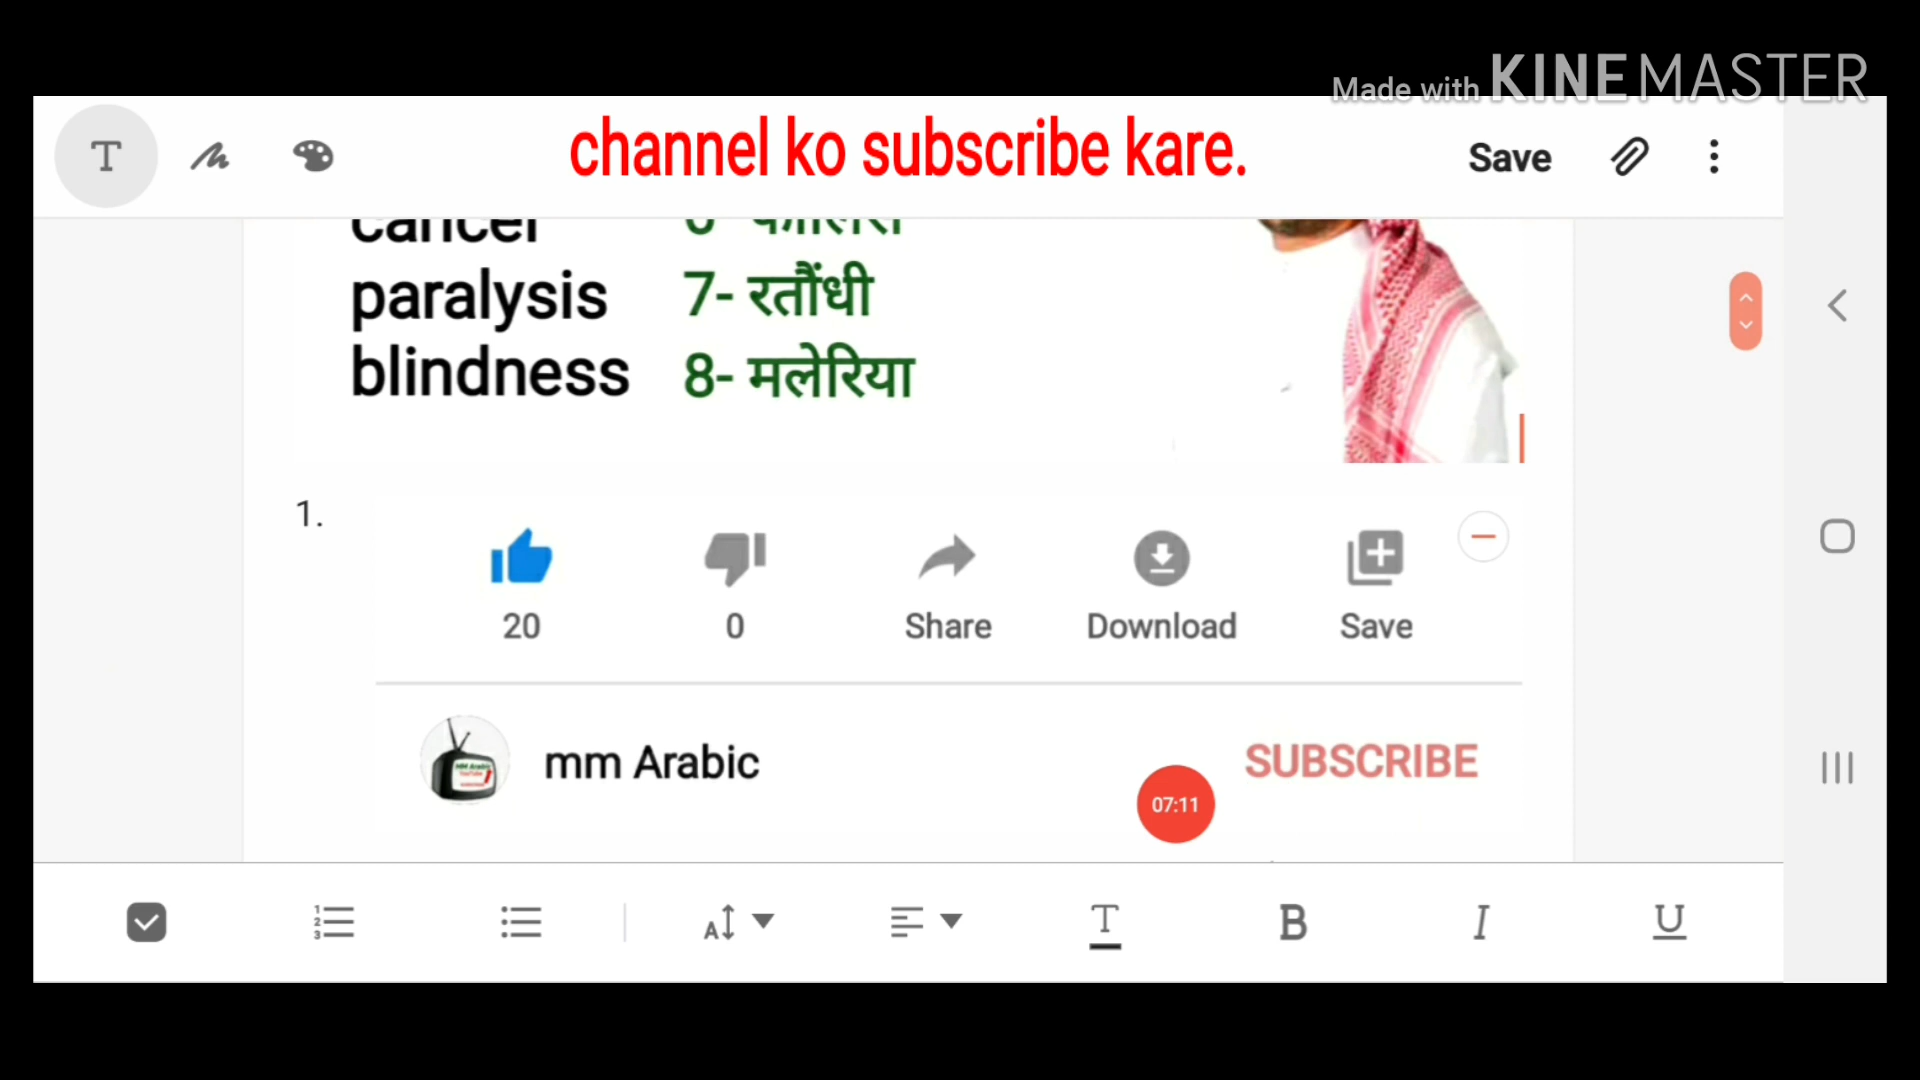 Made with KINEMASTER
channel ko subscribe kare.
Save
cancer
paralysis 7- रतौंधी
blindness 8- मलेरिया
1.
20 0 Share Download Save
mm Arabic SUBSCRIBE
07:11